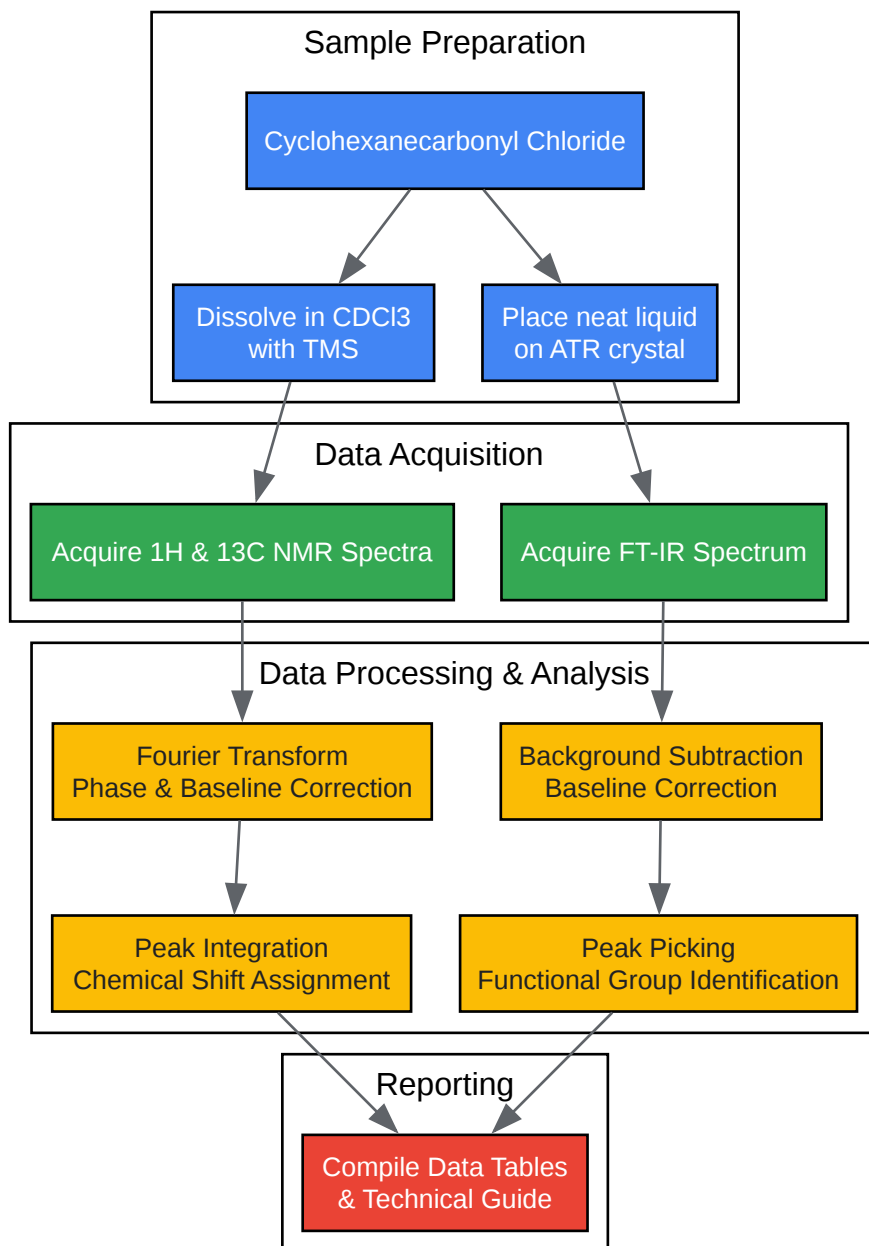 Sample Preparation
Cyclohexanecarbonyl Chloride
Dissolve in CDCl3
with TMS
Place neat liquid
on ATR crystal
Data Acquisition
Acquire 1H & 13C NMR Spectra
Acquire FT-IR Spectrum
Data Processing & Analysis
Fourier Transform
Phase & Baseline Correction
Background Subtraction
Baseline Correction
Peak Integration
Chemical Shift Assignment
Peak Picking
Functional Group Identification
Reporting
Compile Data Tables
& Technical Guide